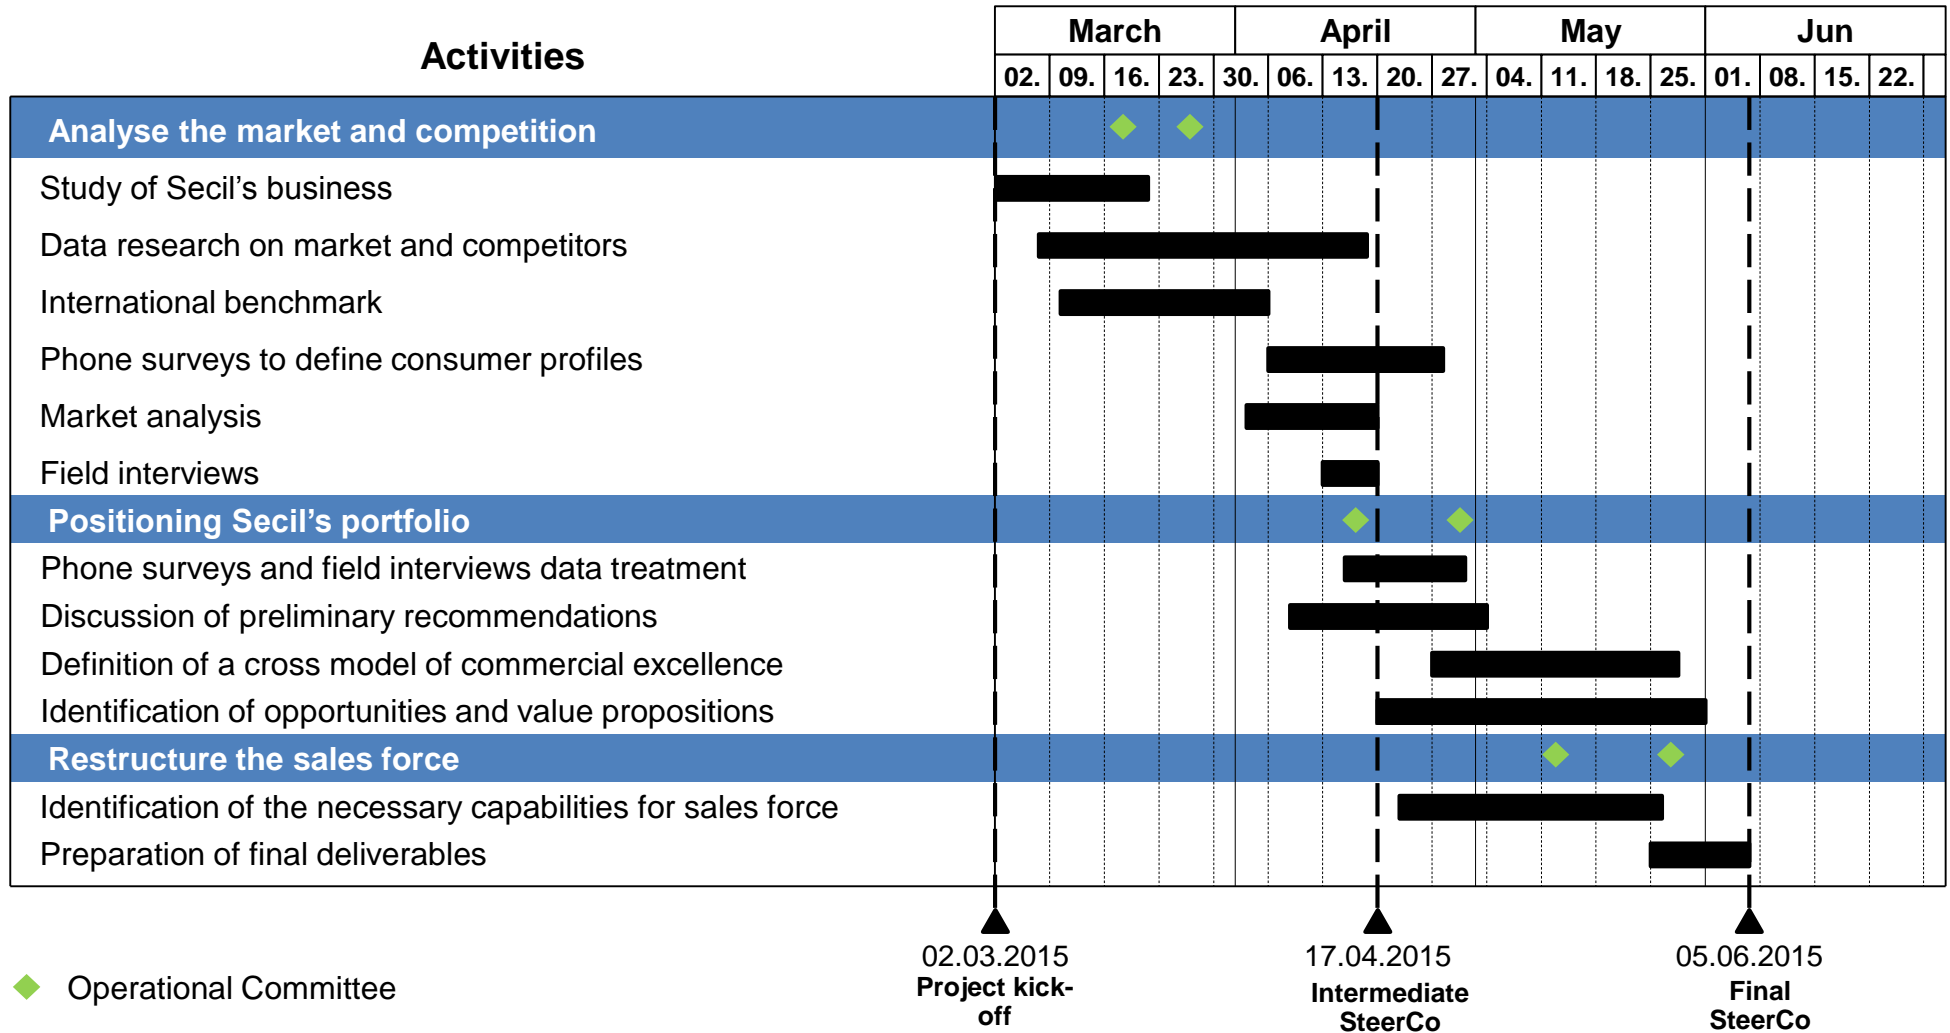 Activities
March April May Jun
02. 09. 16. 23. 30. 06. 13. 20. 27. 04. 11. 18. 25. 01. 08. 15. 22.
Analyse the market and competition
Study of Secil’s business
Data research on market and competitors
International benchmark
Phone surveys to define consumer profiles
Market analysis
Field interviews
Positioning Secil’s portfolio
Phone surveys and field interviews data treatment
Discussion of preliminary recommendations
Definition of a cross model of commercial excellence
Identification of opportunities and value propositions
Restructure the sales force
Identification of the necessary capabilities for sales force
Preparation of final deliverables
02.03.2015
Project kick-
off
17.04.2015
Intermediate
SteerCo
05.06.2015
Final
SteerCo
Operational Committee